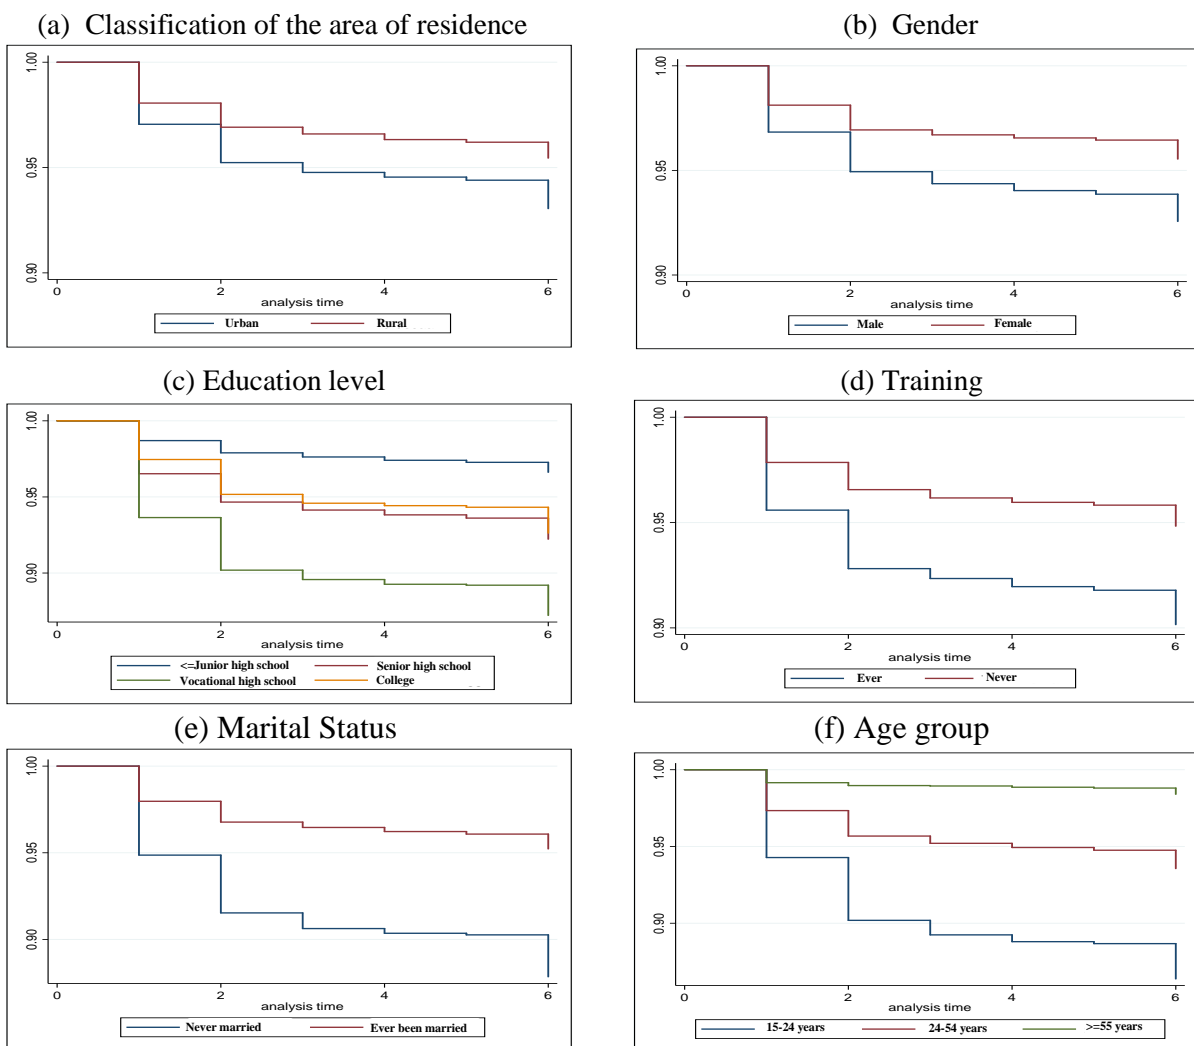 (a) Classification of the area of residence
1.00
0.95
0.90
0 2 4 6
analysis time
Urban Rural
(b) Gender
1.00
0.95
0.90
0 2 4 6
analysis time
Male Female
(c) Education level
1.00
0.95
0.90
0 2 4 6
analysis time
<=Junior high school Senior high school
Vocational high school College
(d) Training
1.00
0.95
0.90
0 2 4 6
analysis time
Ever Never
(e) Marital Status
1.00
0.95
0.90
0 2 4 6
analysis time
Never married Ever been married
(f) Age group
1.00
0.95
0.90
0 2 4 6
analysis time
15-24 years 24-54 years >=55 years